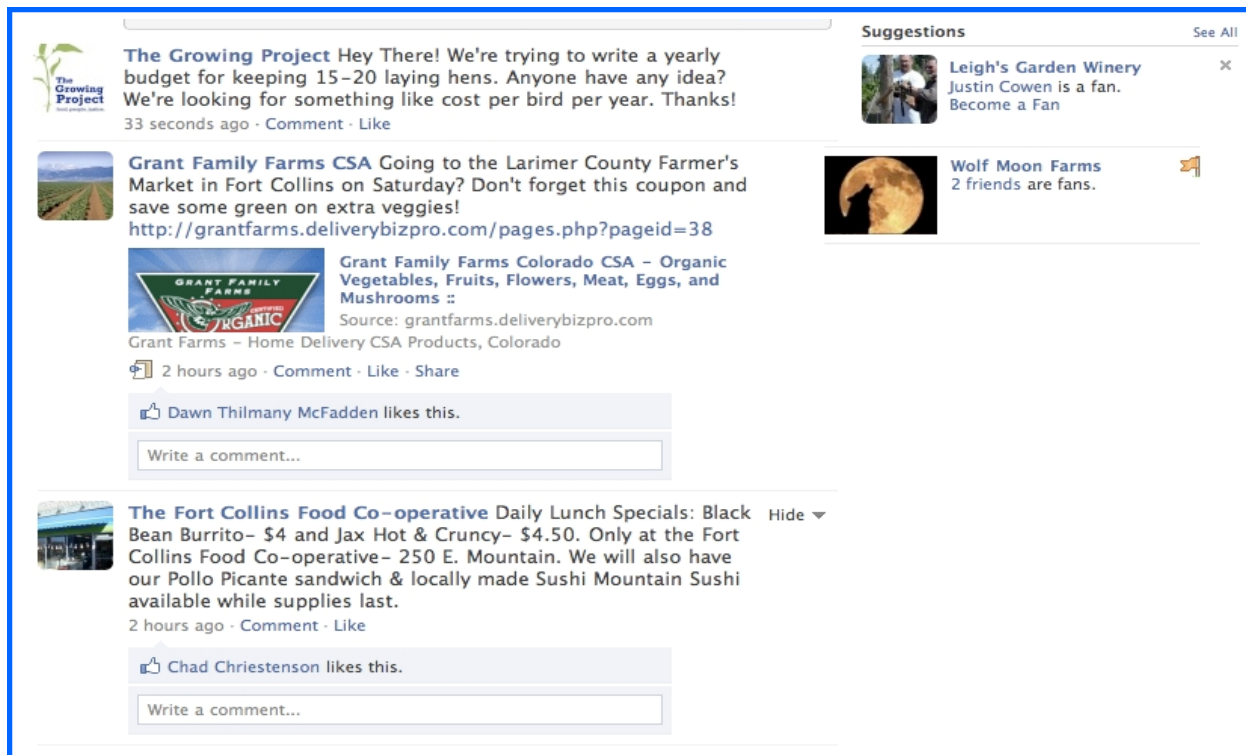 The Growing Project
The Growing Project Hey There! We're trying to write a yearly
budget for keeping 15-20 laying hens. Anyone have any idea?
We're looking for something like cost per bird per year. Thanks!
33 seconds ago · Comment · Like
Grant Family Farms CSA Going to the Larimer County Farmer's
Market in Fort Collins on Saturday? Don't forget this coupon and
save some green on extra veggies!
http://grantfarms.deliverybizpro.com/pages.php?pageid=38
GRANT FAMILY
FARMS
CERTIFIED
ORGANIC
Grant Family Farms Colorado CSA - Organic
Vegetables, Fruits, Flowers, Meat, Eggs, and
Mushrooms ::
Source: grantfarms.deliverybizpro.com
Grant Farms - Home Delivery CSA Products, Colorado
2 hours ago · Comment · Like · Share
Dawn Thilmany McFadden likes this.
Write a comment...
The Fort Collins Food Co-operative Daily Lunch Specials: Black
Bean Burrito- $4 and Jax Hot & Cruncy- $4.50. Only at the Fort
Collins Food Co-operative- 250 E. Mountain. We will also have
our Pollo Picante sandwich & locally made Sushi Mountain Sushi
available while supplies last.
Hide
2 hours ago · Comment · Like
Chad Chriestenson likes this.
Write a comment...
Suggestions
See All
Leigh's Garden Winery
Justin Cowen is a fan.
Become a Fan
Wolf Moon Farms
2 friends are fans.